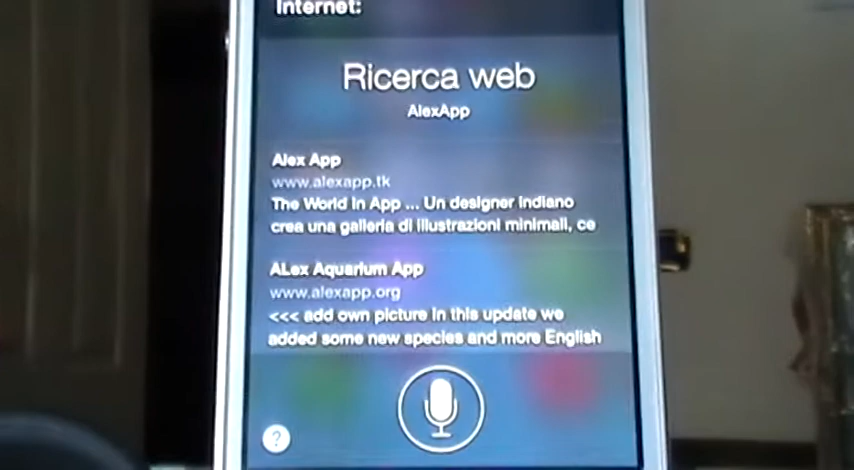 Internet:
Ricerca web
AlexApp
Alex App
www.alexapp.tk
The World in App ... Un designer indiano
crea una galleria di illustrazioni minimali, ce
ALex Aquarium App
www.alexapp.org
<<< add own picture in this update we
added some new species and more English
?